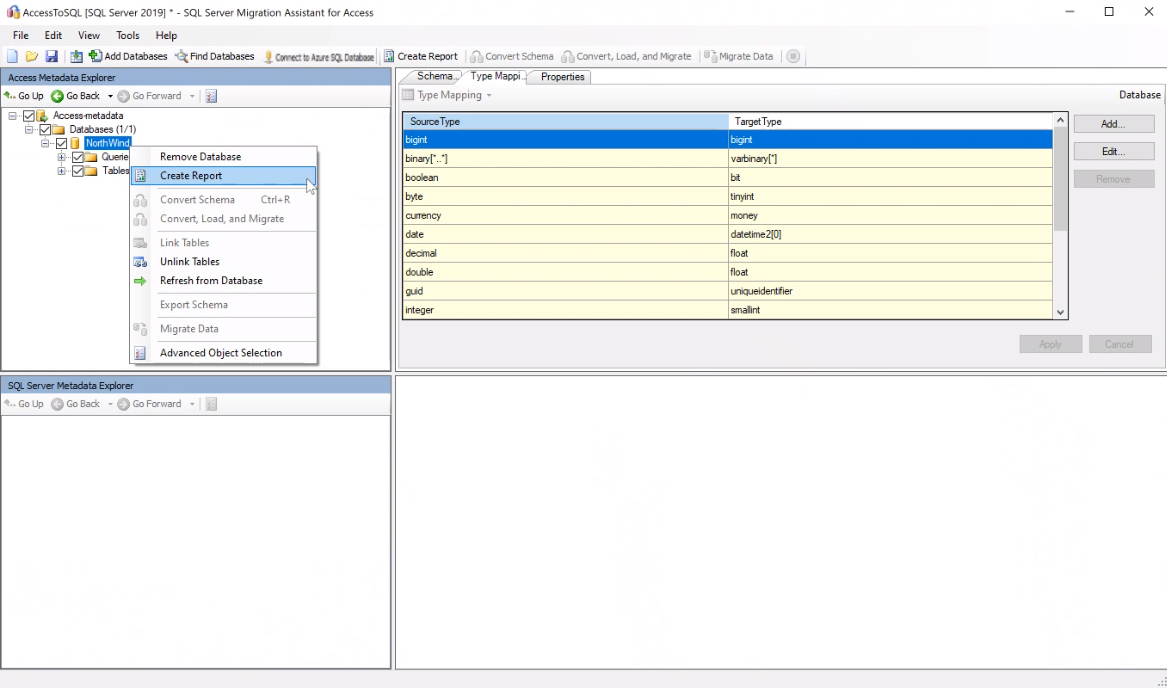 AccessToSQL [SQL Server 2019] * - SQL Server Migration Assistant for Access
File Edit View Tools Help
Add Databases Find Databases Connect to Azure SQL Database Create Report Convert Schema Convert, Load, and Migrate Migrate Data
Access Metadata Explorer
Go Up Go Back Go Forward
Access-metadata
Databases (1/1)
NorthWind
Querie
Tables
Remove Database
Create Report
Convert Schema Ctrl+R
Convert, Load, and Migrate
Link Tables
Unlink Tables
Refresh from Database
Export Schema
Migrate Data
Advanced Object Selection
Schema... Type Mappi... Properties
Type Mapping Database
SourceType TargetType
bigint bigint
binary[*..*] varbinary[*]
boolean bit
byte tinyint
currency money
date datetime2[0]
decimal float
double float
guid uniqueidentifier
integer smallint
Add...
Edit...
Remove
Apply Cancel
SQL Server Metadata Explorer
Go Up Go Back Go Forward